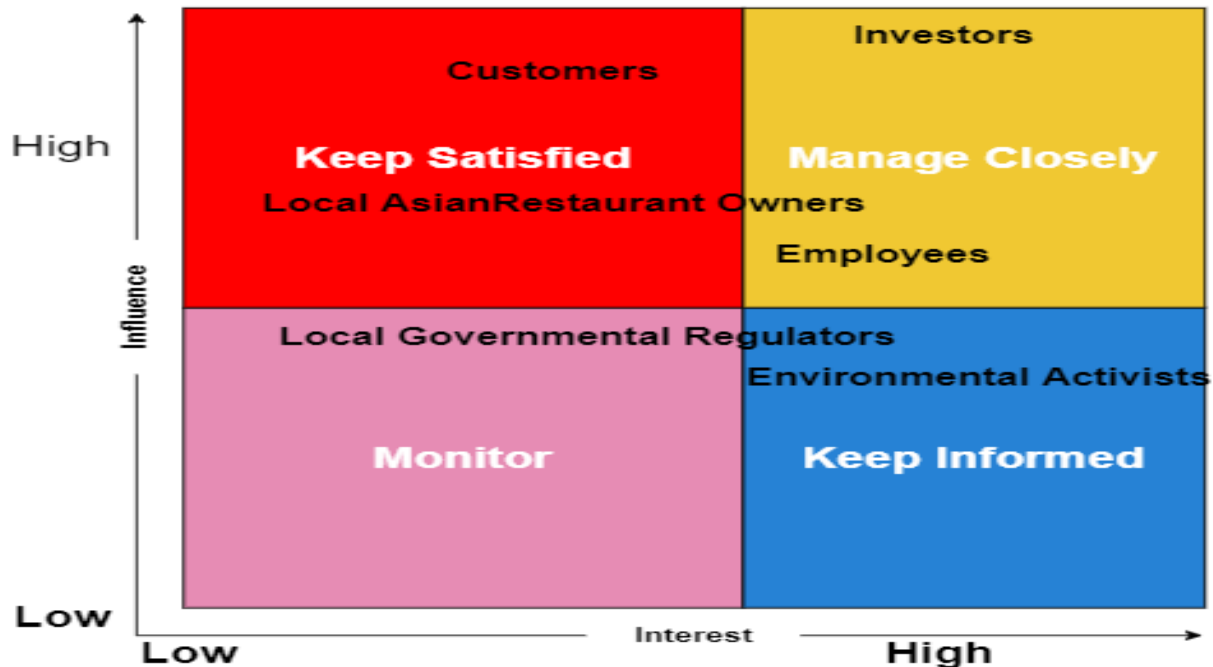 Investors
Customers
High
Keep Satisfied
Manage Closely
Local AsianRestaurant Owners
Employees
Influence
Local Governmental Regulators
Environmental Activists
Monitor
Keep Informed
Low
Interest
Low
High